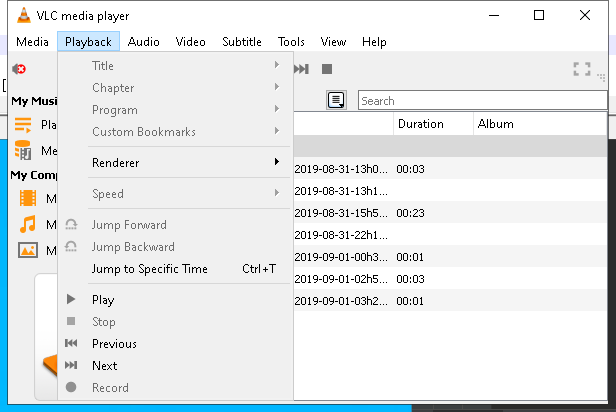 VLC media player
Media Playback Audio Video Subtitle Tools View Help
Title
Chapter
Program
Custom Bookmarks
Renderer
Speed
Jump Forward
Jump Backward
Jump to Specific Time Ctrl+T
Play
Stop
Previous
Next
Record
My Musi
Pla
Me
My Comp
M
M
M
Search
Duration Album
2019-08-31-13h0... 00:03
2019-08-31-13h1...
2019-08-31-15h5... 00:23
2019-08-31-22h1...
2019-09-01-00h3... 00:01
2019-09-01-02h5... 00:03
2019-09-01-03h2... 00:01